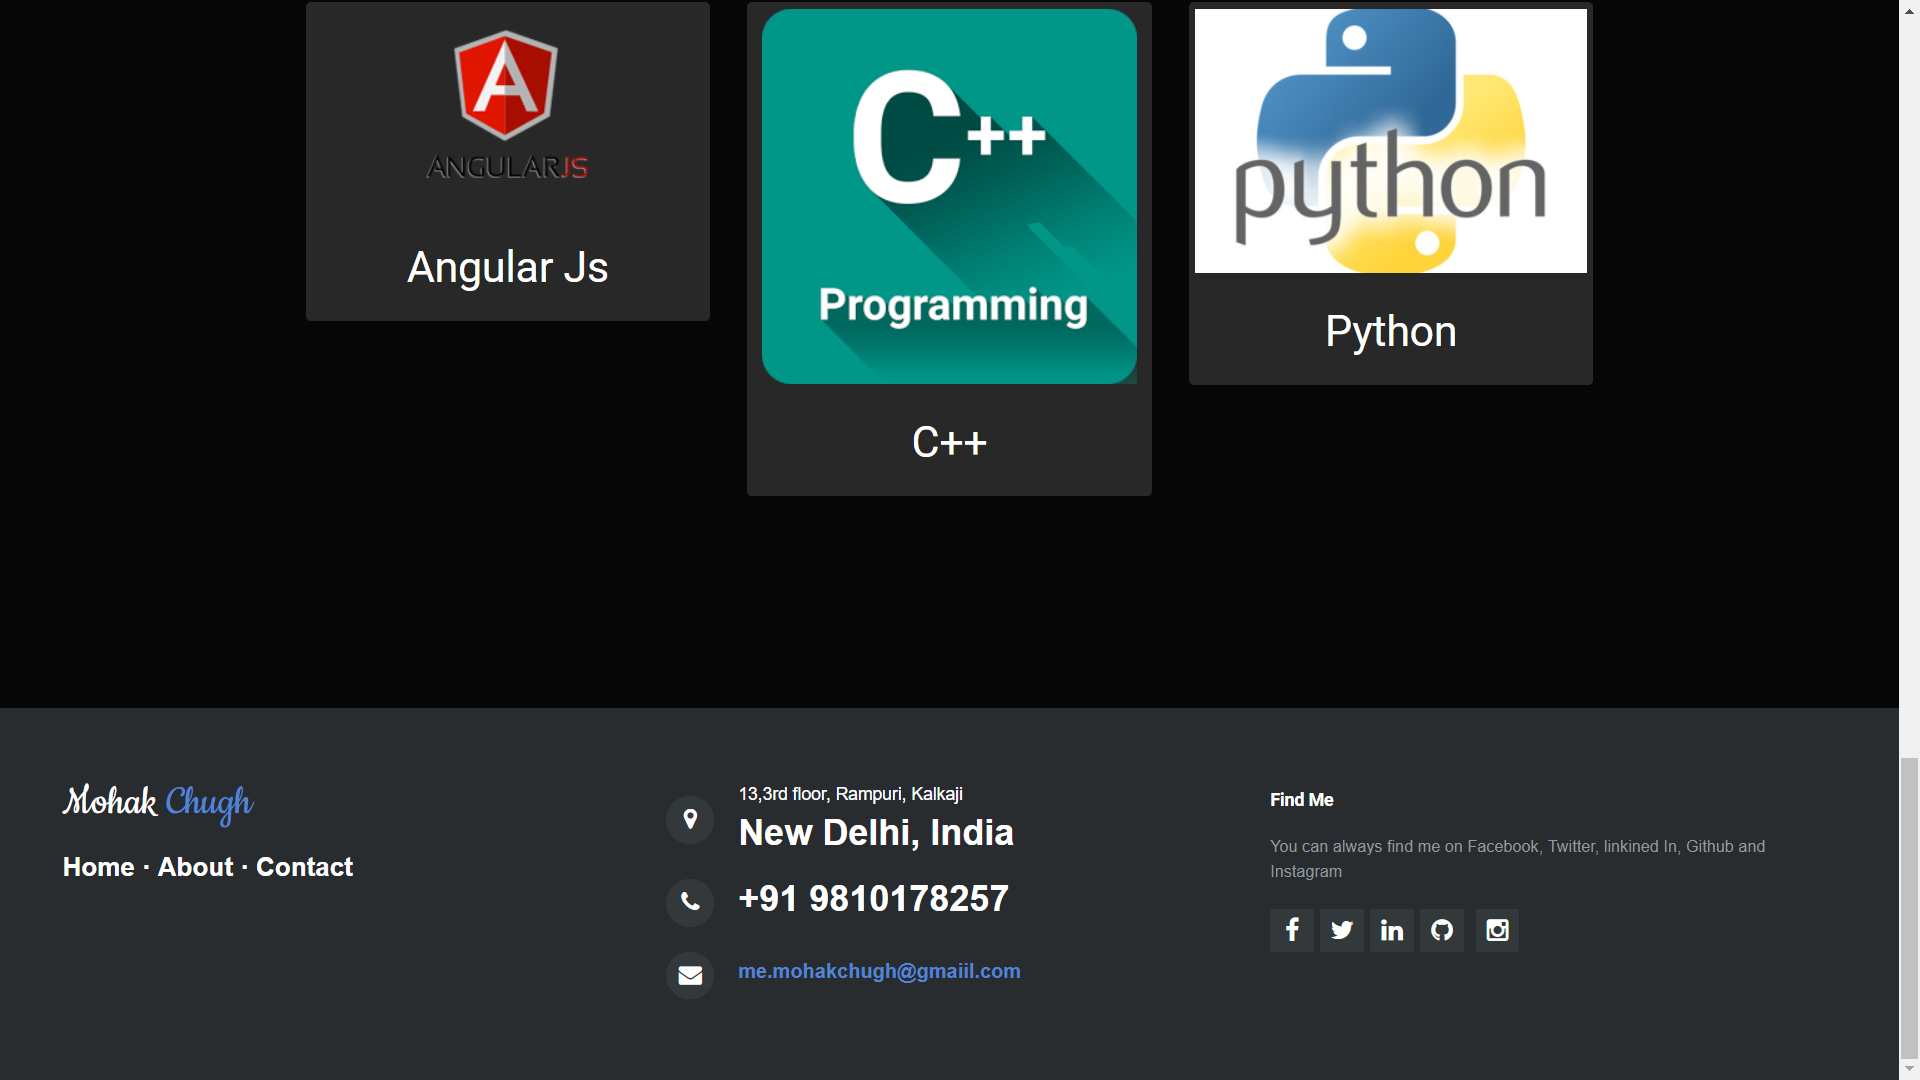 ANGULARJS
Angular Js
C++
Programming
C++
python
Python
Mohak Chugh
Home · About · Contact
13,3rd floor, Rampuri, Kalkaji
New Delhi, India
+91 9810178257
me.mohakchugh@gmaiil.com
Find Me
You can always find me on Facebook, Twitter, linkined In, Github and
Instagram